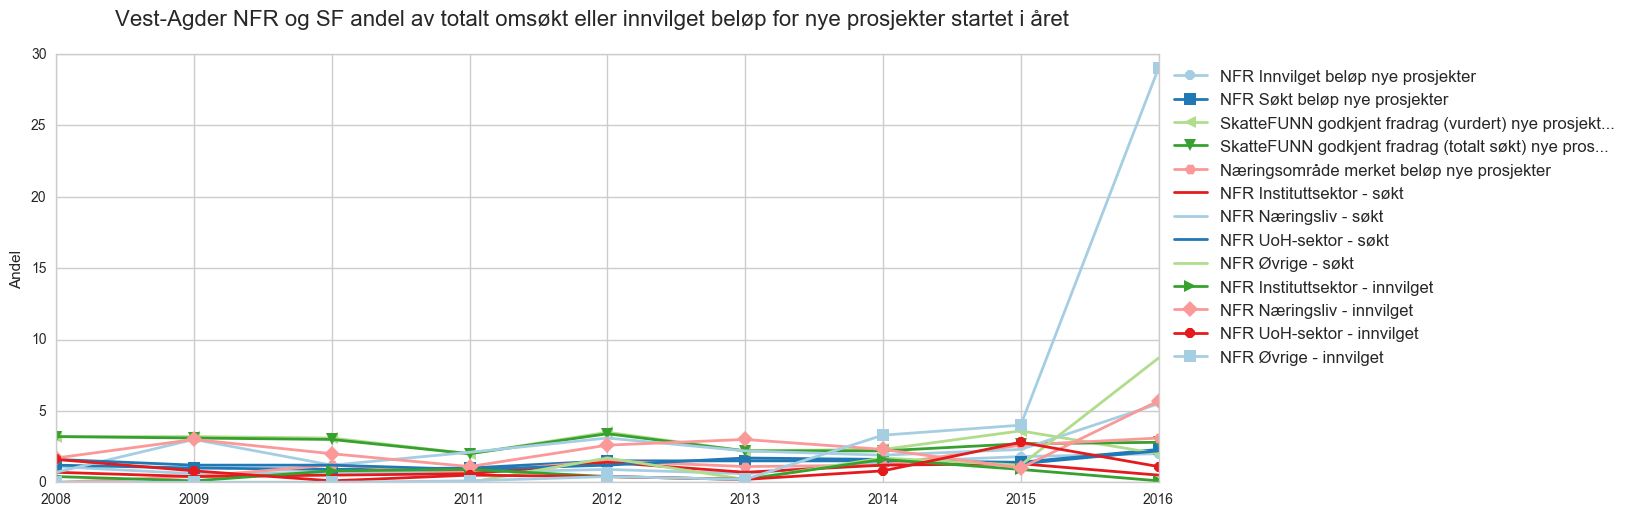 Vest-Agder NFR og SF andel av totalt omsøkt eller innvilget beløp for nye prosjekter startet i året
30
25
20
15
10
5
0
Andel
2008 2009 2010 2011 2012 2013 2014 2015 2016
NFR Innvilget beløp nye prosjekter
NFR Søkt beløp nye prosjekter
SkatteFUNN godkjent fradrag (vurdert) nye prosjekt...
SkatteFUNN godkjent fradrag (totalt søkt) nye pros...
Næringsområde merket beløp nye prosjekter
NFR Instituttsektor - søkt
NFR Næringsliv - søkt
NFR UoH-sektor - søkt
NFR Øvrige - søkt
NFR Instituttsektor - innvilget
NFR Næringsliv - innvilget
NFR UoH-sektor - innvilget
NFR Øvrige - innvilget